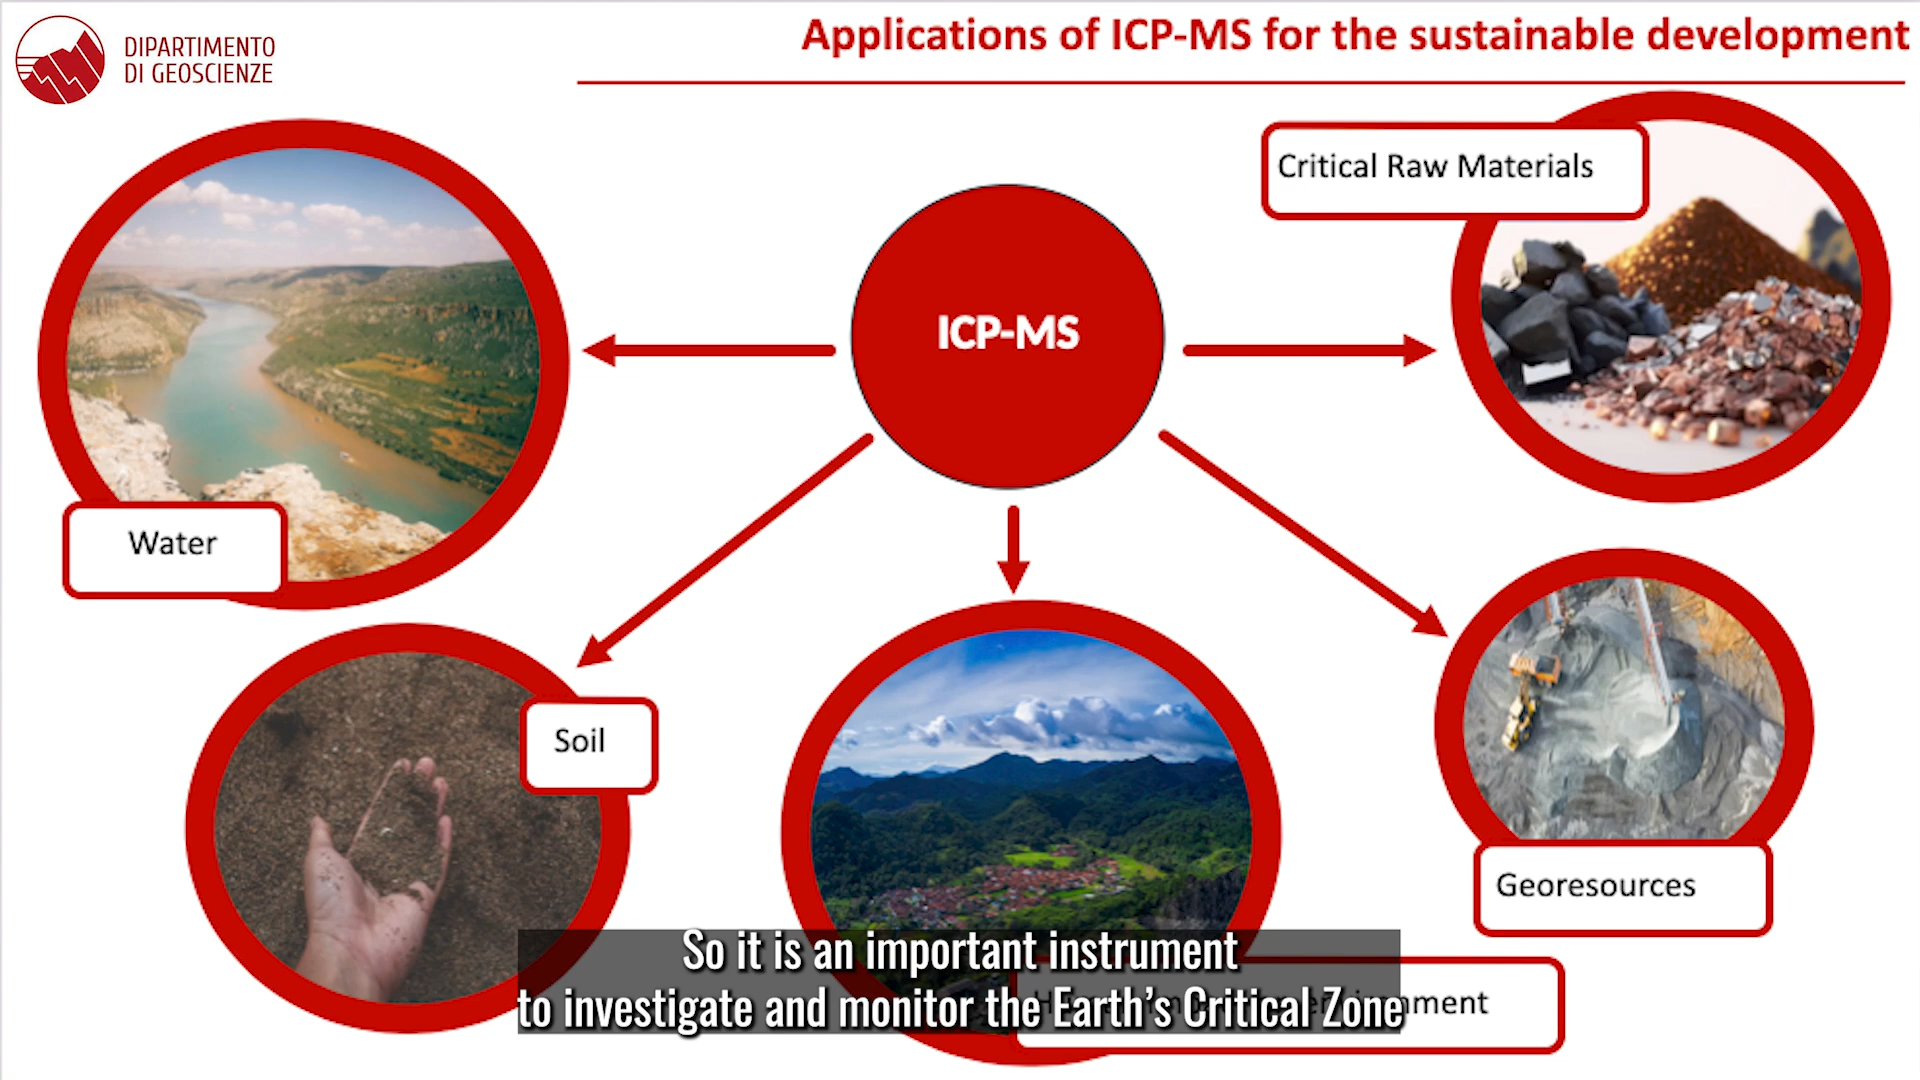 DIPARTIMENTO
DI GEOSCIENZE
Applications of ICP-MS for the sustainable development
Critical Raw Materials
ICP-MS
Water
Soil
Georesources
So it is an important instrument
to investigate and monitor the Earth's Critical Zone